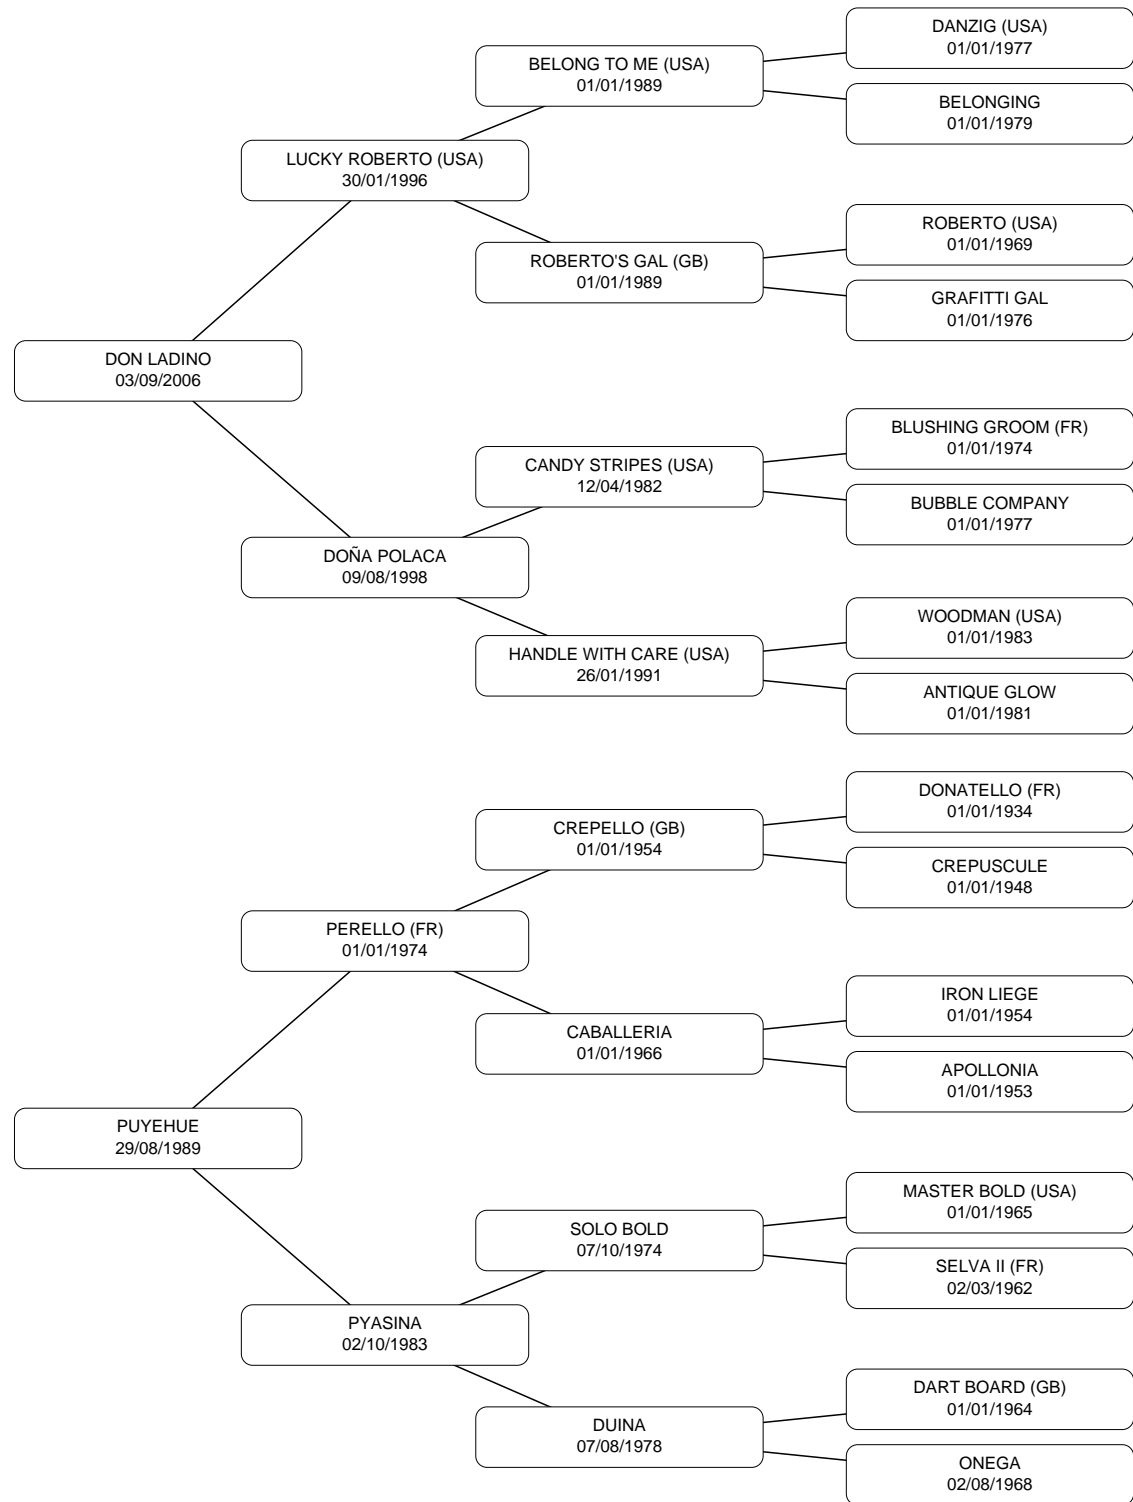 DANZIG (USA)
01/01/1977
BELONG TO ME (USA)
01/01/1989
BELONGING
01/01/1979
LUCKY ROBERTO (USA)
30/01/1996
ROBERTO (USA)
01/01/1969
ROBERTO'S GAL (GB)
01/01/1989
GRAFITTI GAL
01/01/1976
DON LADINO
03/09/2006
BLUSHING GROOM (FR)
01/01/1974
CANDY STRIPES (USA)
12/04/1982
BUBBLE COMPANY
01/01/1977
DOÑA POLACA
09/08/1998
WOODMAN (USA)
01/01/1983
HANDLE WITH CARE (USA)
26/01/1991
ANTIQUE GLOW
01/01/1981
DONATELLO (FR)
01/01/1934
CREPELLO (GB)
01/01/1954
CREPUSCULE
01/01/1948
PERELLO (FR)
01/01/1974
IRON LIEGE
01/01/1954
CABALLERIA
01/01/1966
APOLLONIA
01/01/1953
PUYEHUE
29/08/1989
MASTER BOLD (USA)
01/01/1965
SOLO BOLD
07/10/1974
SELVA II (FR)
02/03/1962
PYASINA
02/10/1983
DART BOARD (GB)
01/01/1964
DUINA
07/08/1978
ONEGA
02/08/1968